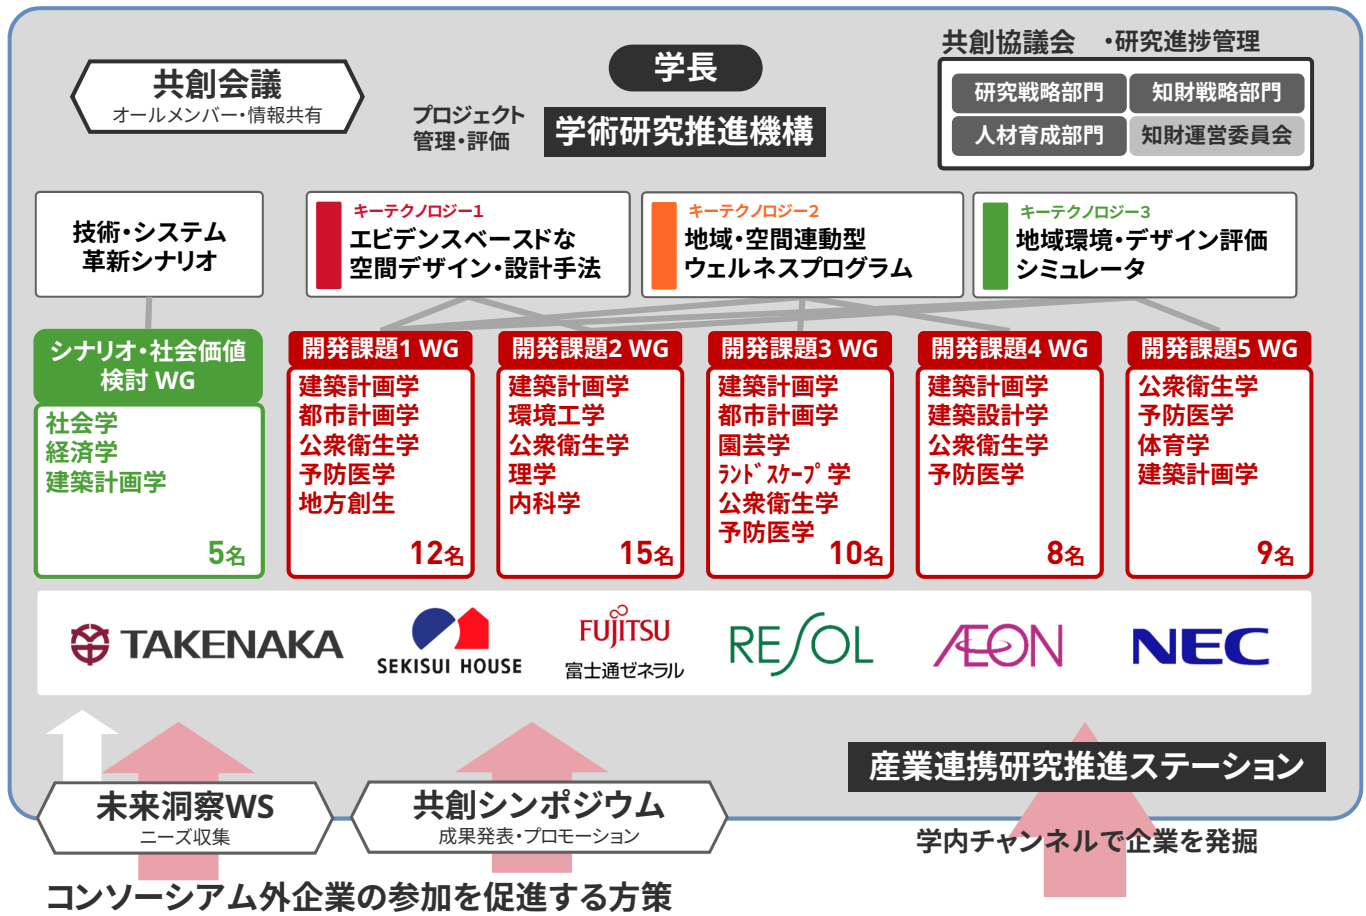 共創会議
オールメンバー・情報共有
学長
プロジェクト
管理・評価
学術研究推進機構
共創協議会 ・研究進捗管理
研究戦略部門
知財戦略部門
人材育成部門
知財運営委員会
技術・システム
革新シナリオ
キーテクノロジー1
エビデンスベースドな
空間デザイン・設計手法
キーテクノロジー2
地域・空間連動型
ウェルネスプログラム
キーテクノロジー3
地域環境・デザイン評価
シミュレータ
シナリオ・社会価値
検討 WG
社会学
経済学
建築計画学
5名
開発課題1 WG
建築計画学
都市計画学
公衆衛生学
予防医学
地方創生
12名
開発課題2 WG
建築計画学
環境工学
公衆衛生学
理学
内科学
15名
開発課題3 WG
建築計画学
都市計画学
園芸学
ﾗﾝﾄﾞｽｹｰﾌﾟ学
公衆衛生学
予防医学
10名
開発課題4 WG
建築計画学
建築設計学
公衆衛生学
予防医学
8名
開発課題5 WG
公衆衛生学
予防医学
体育学
建築計画学
9名
TAKENAKA
SEKISUI HOUSE
FUJITSU
富士通ゼネラル
RESOL
ÆON
NEC
未来洞察WS
ニーズ収集
共創シンポジウム
成果発表・プロモーション
産業連携研究推進ステーション
学内チャンネルで企業を発掘
コンソーシアム外企業の参加を促進する方策